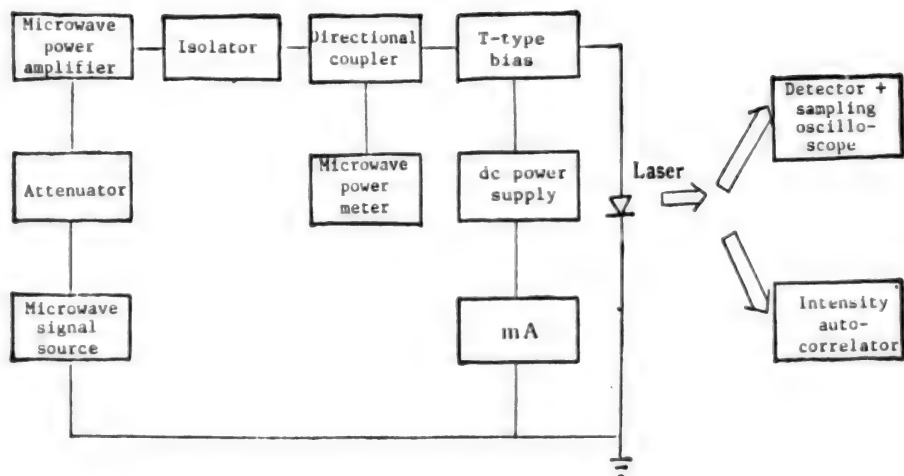 Microwave
power
amplifier
Isolator
Directional
coupler
T-type
bias
Detector +
sampling
oscillo-
scope
Attenuator
Microwave
power
meter
dc power
supply
Laser
Microwave
signal
source
mA
Intensity
auto-
correlator